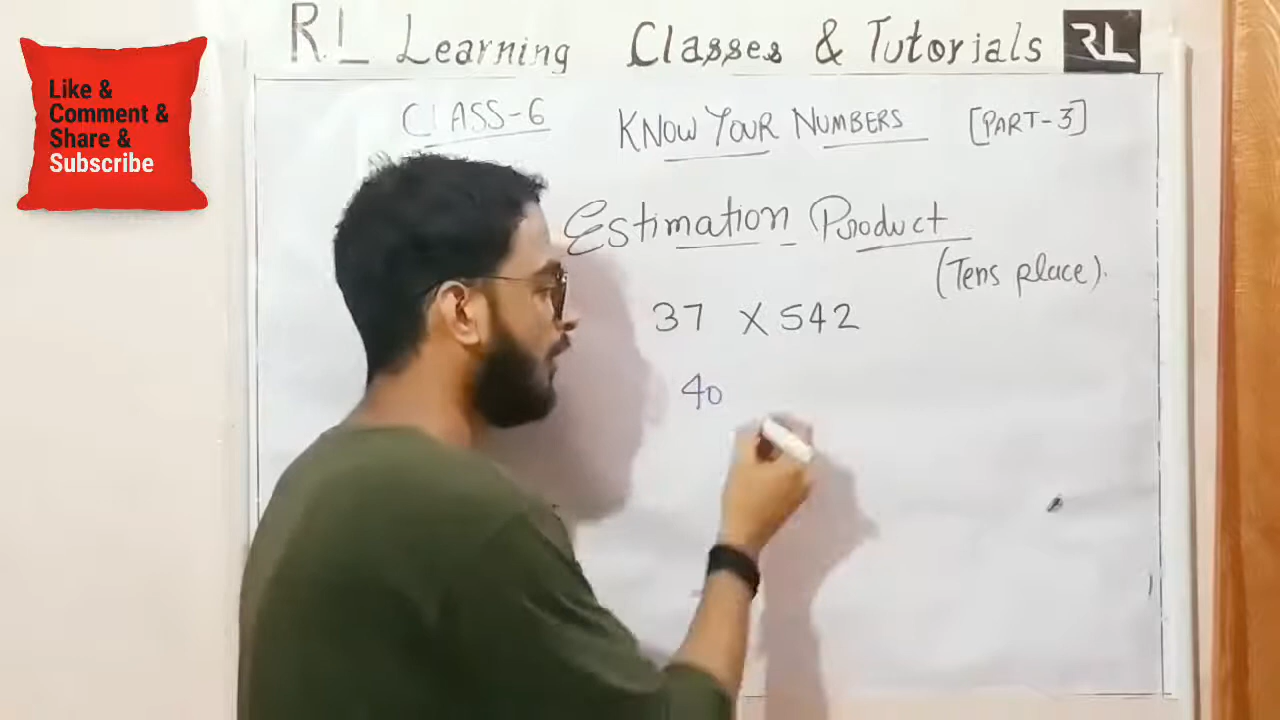 R.L Learning Classes & Tutorials RL
Like &
Comment &
Share &
Subscribe
CLASS-6 KNOW YOUR NUMBERS [PART-3]
Estimation Product
(Tens place).
37 X 542
40